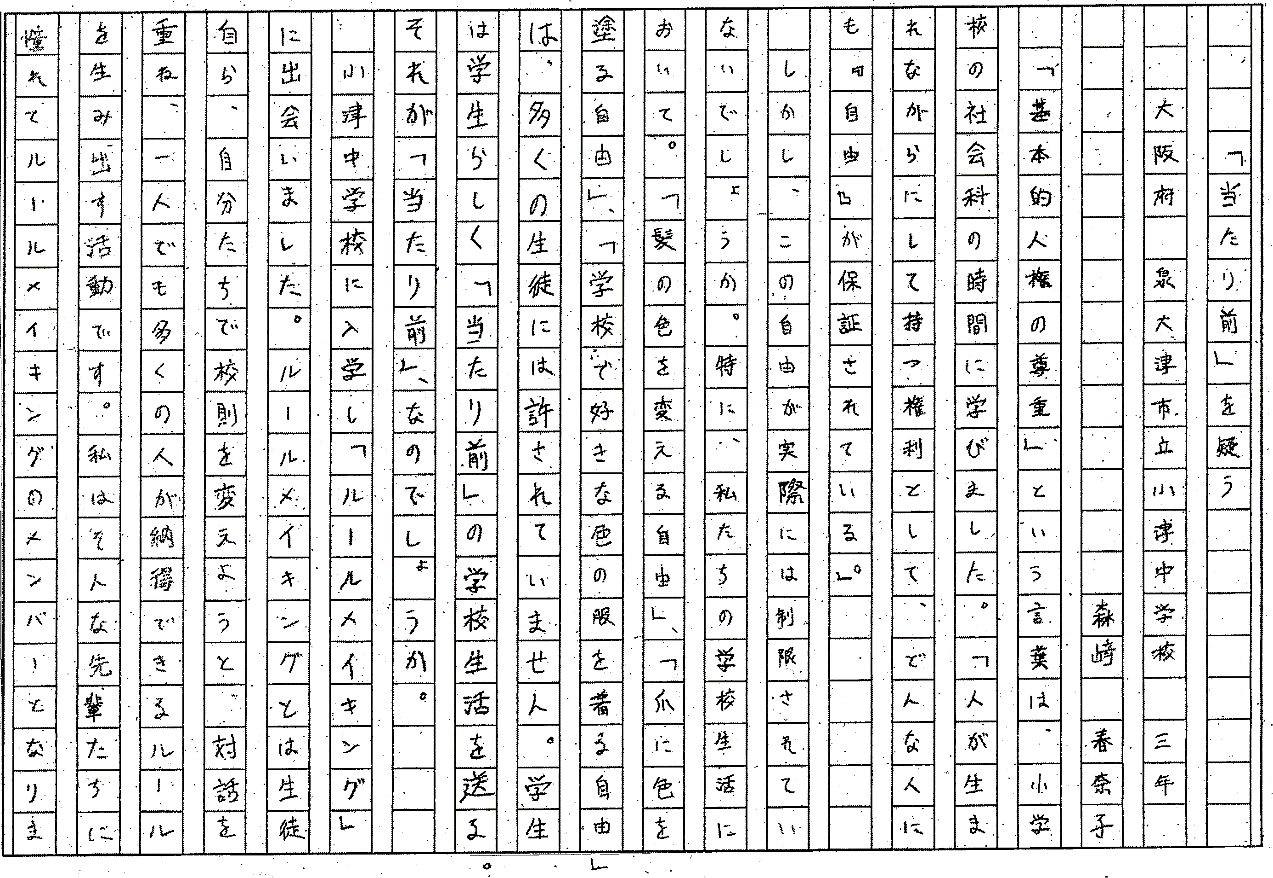 「当たり前」を疑う
大阪府 泉大津市立小津中学校 三年
森﨑 春奈子
「基本的人権の尊重」という言葉は、小学
校の社会科の時間に学びました。「人が生ま
れながらにして持つ権利として、でんな人に
も『自由』が保証されている」。
しかし、この自由が実際には制限されてい
ないでしょうか。特に、私たちの学校生活に
おいて。「髪の色を変える自由」、「爪に色を
塗る自由」、「学校で好きな色の服を着る自由」
は、多くの生徒には許されていません。学生
は学生らしく「当たり前」の学校生活を送る。
それが「当たり前」、なのでしょうか。
小津中学校に入学し「ルールメイキング」
に出会いました。ルールメイキングとは生徒
自ら、自分たちで校則を変えようと、対話を
重ね、一人でも多くの人が納得できるルール
を生み出す活動です。私はそんな先輩たちに
憧れてルールメイキングのメンバーとなりま